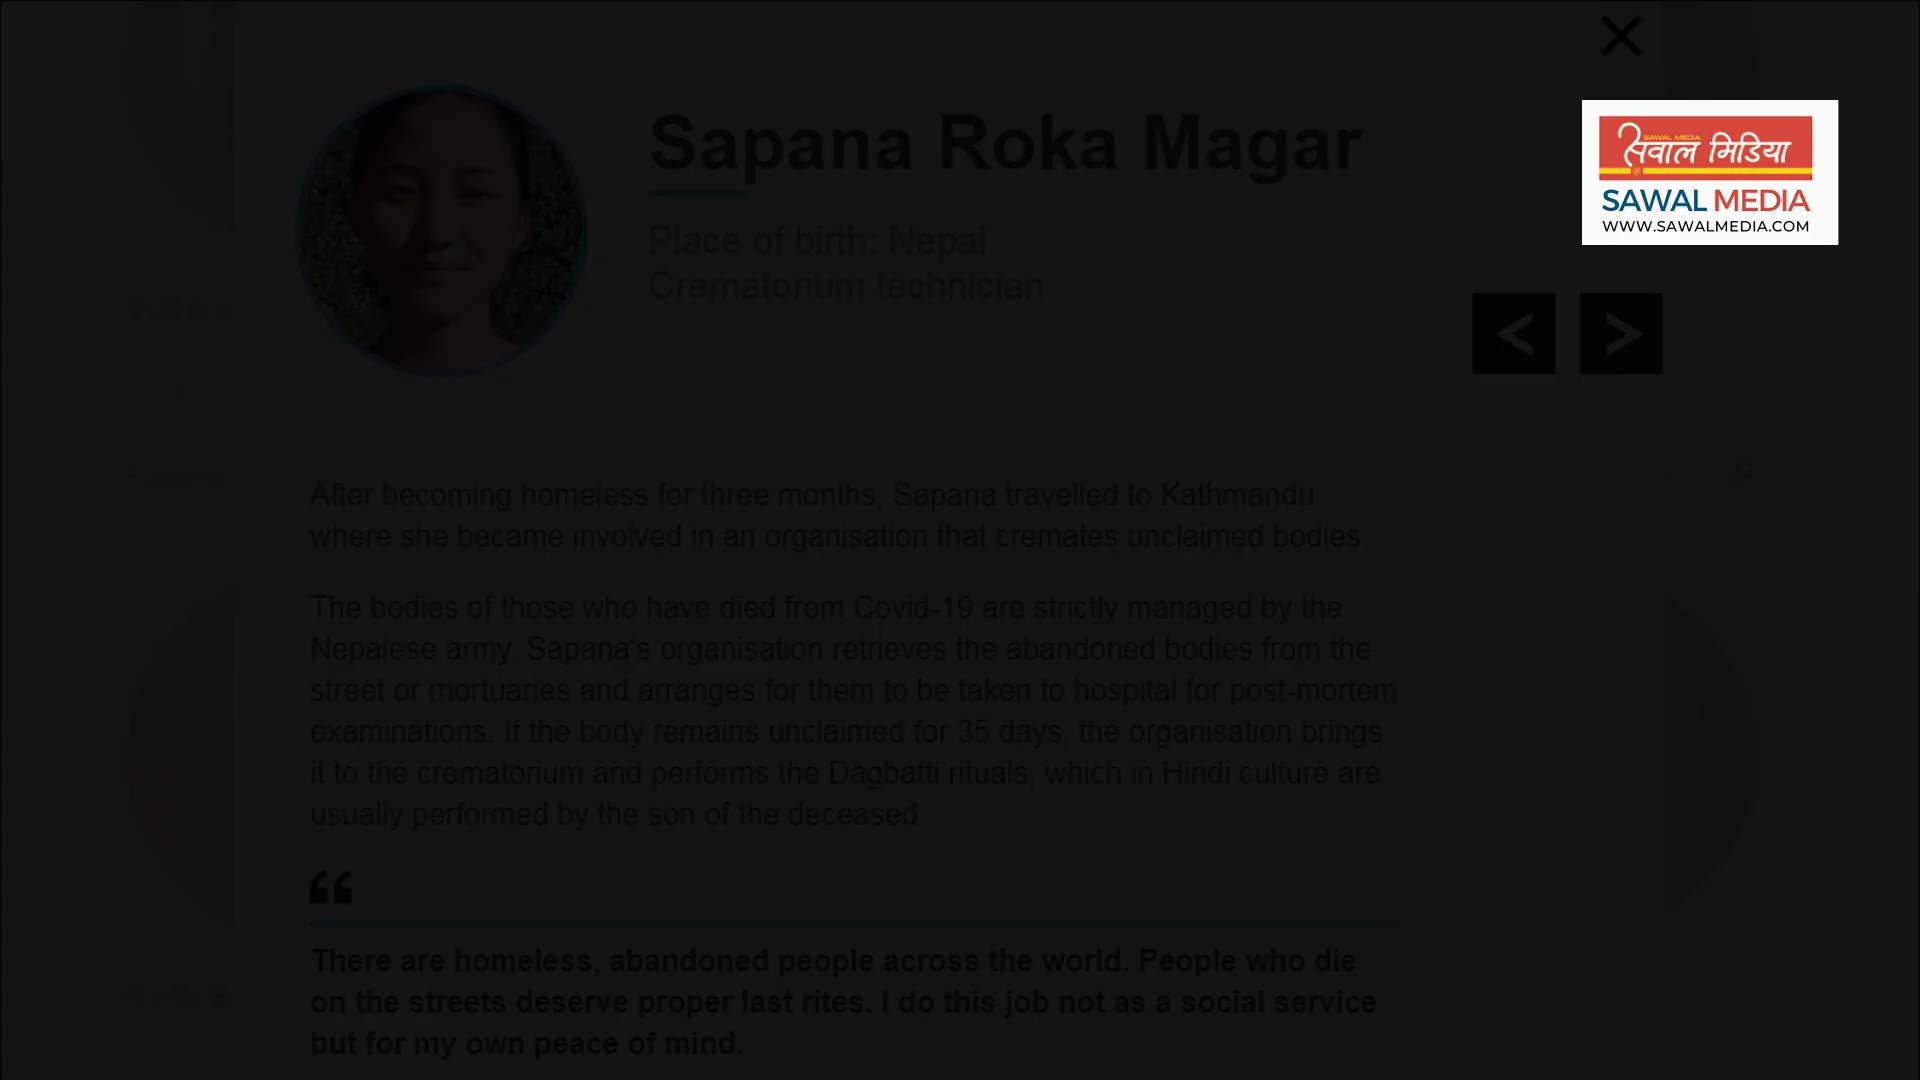 Sapana Roka Magar
Place of birth: Nepal
Crematorium technician
SAWAL MEDIA
सवाल मिडिया
SAWAL MEDIA
WWW.SAWALMEDIA.COM
After becoming homeless for three months, Sapana travelled to Kathmandu
where she became involved in an organisation that cremates unclaimed bodies.
The bodies of those who have died from Covid-19 are strictly managed by the
Nepalese army. Sapana's organisation retrieves the abandoned bodies from the
street or mortuaries and arranges for them to be taken to hospital for post-mortem
examinations. If the body remains unclaimed for 35 days, the organisation brings
it to the crematorium and performs the Dagbatti rituals, which in Hindi culture are
usually performed by the son of the deceased.
“
There are homeless, abandoned people across the world. People who die
on the streets deserve proper last rites. I do this job not as a social service
but for my own peace of mind.